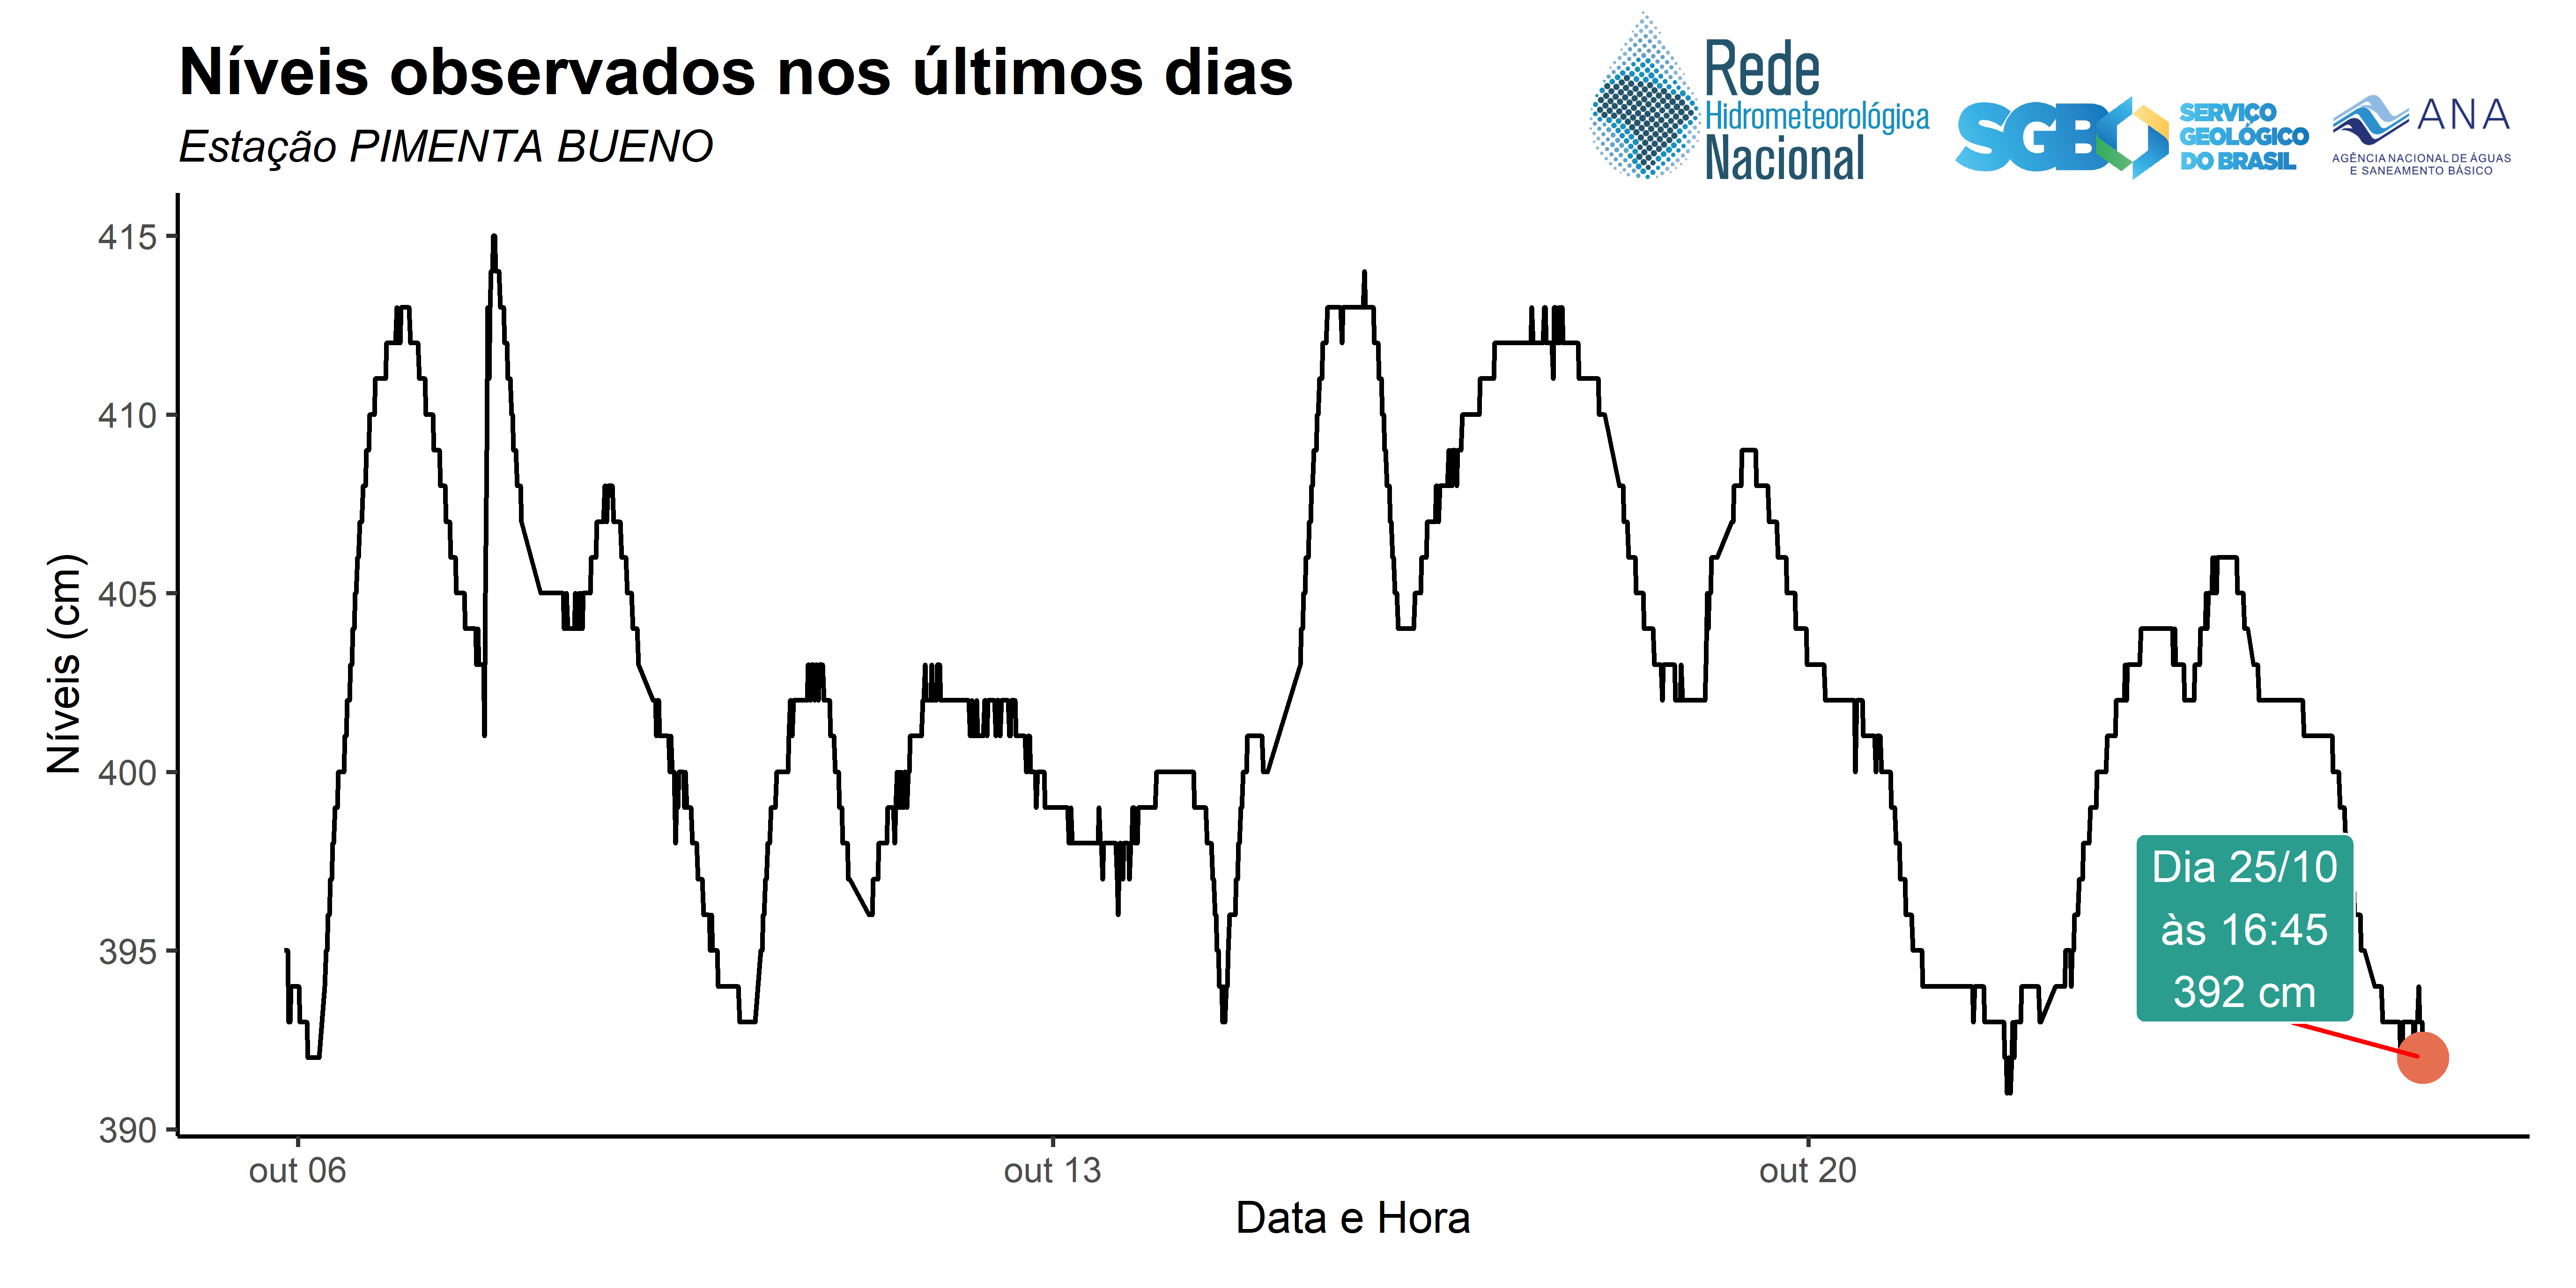 Níveis observados nos últimos dias
Estação PIMENTA BUENO
Rede
Hidrometeorológica
Nacional
SGB
SERVIÇO
GEOLÓGICO
DO BRASIL
ANA
AGÊNCIA NACIONAL DE ÁGUAS
E SANEAMENTO BÁSICO
Níveis (cm)
415
410
405
400
395
390
Dia 25/10
às 16:45
392 cm
out 06
out 13
out 20
Data e Hora